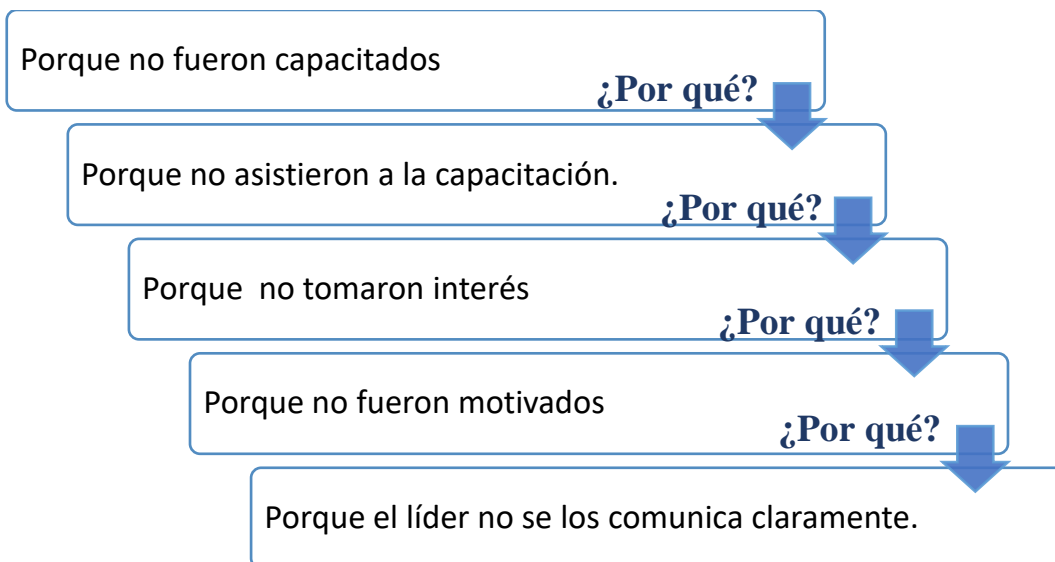 Porque no fueron capacitados
¿Por qué?
Porque no asistieron a la capacitación.
¿Por qué?
Porque no tomaron interés
¿Por qué?
Porque no fueron motivados
¿Por qué?
Porque el líder no se los comunica claramente.